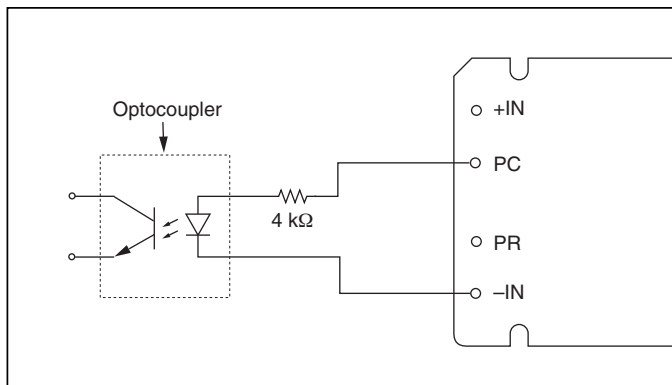 Optocoupler
4 kΩ
+IN
PC
PR
–IN